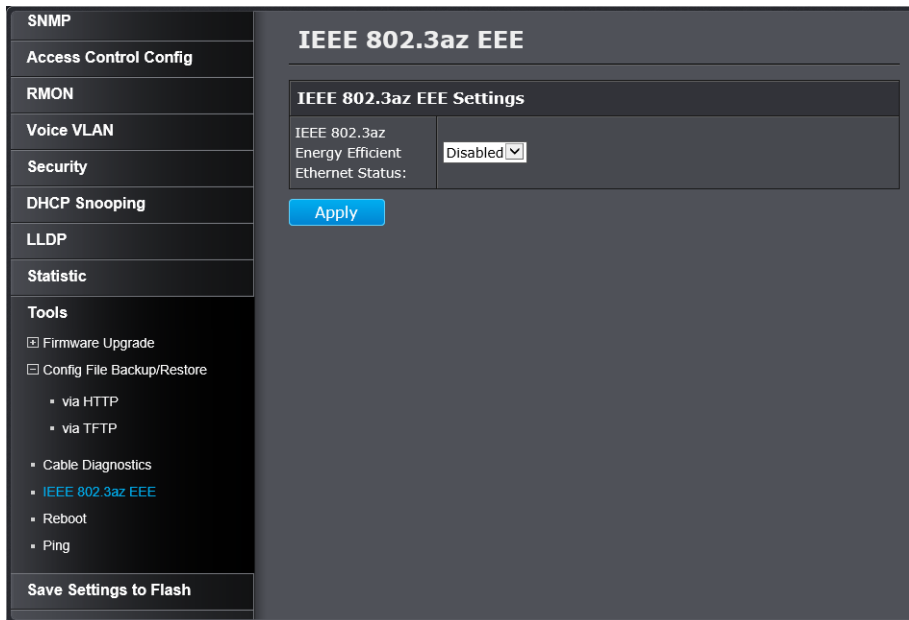 SNMP
Access Control Config
RMON
Voice VLAN
Security
DHCP Snooping
LLDP
Statistic
Tools
Firmware Upgrade
Config File Backup/Restore
via HTTP
via TFTP
Cable Diagnostics
IEEE 802.3az EEE
Reboot
Ping
Save Settings to Flash
IEEE 802.3az EEE
IEEE 802.3az EEE Settings
IEEE 802.3az
Energy Efficient
Ethernet Status:
Disabled
Apply